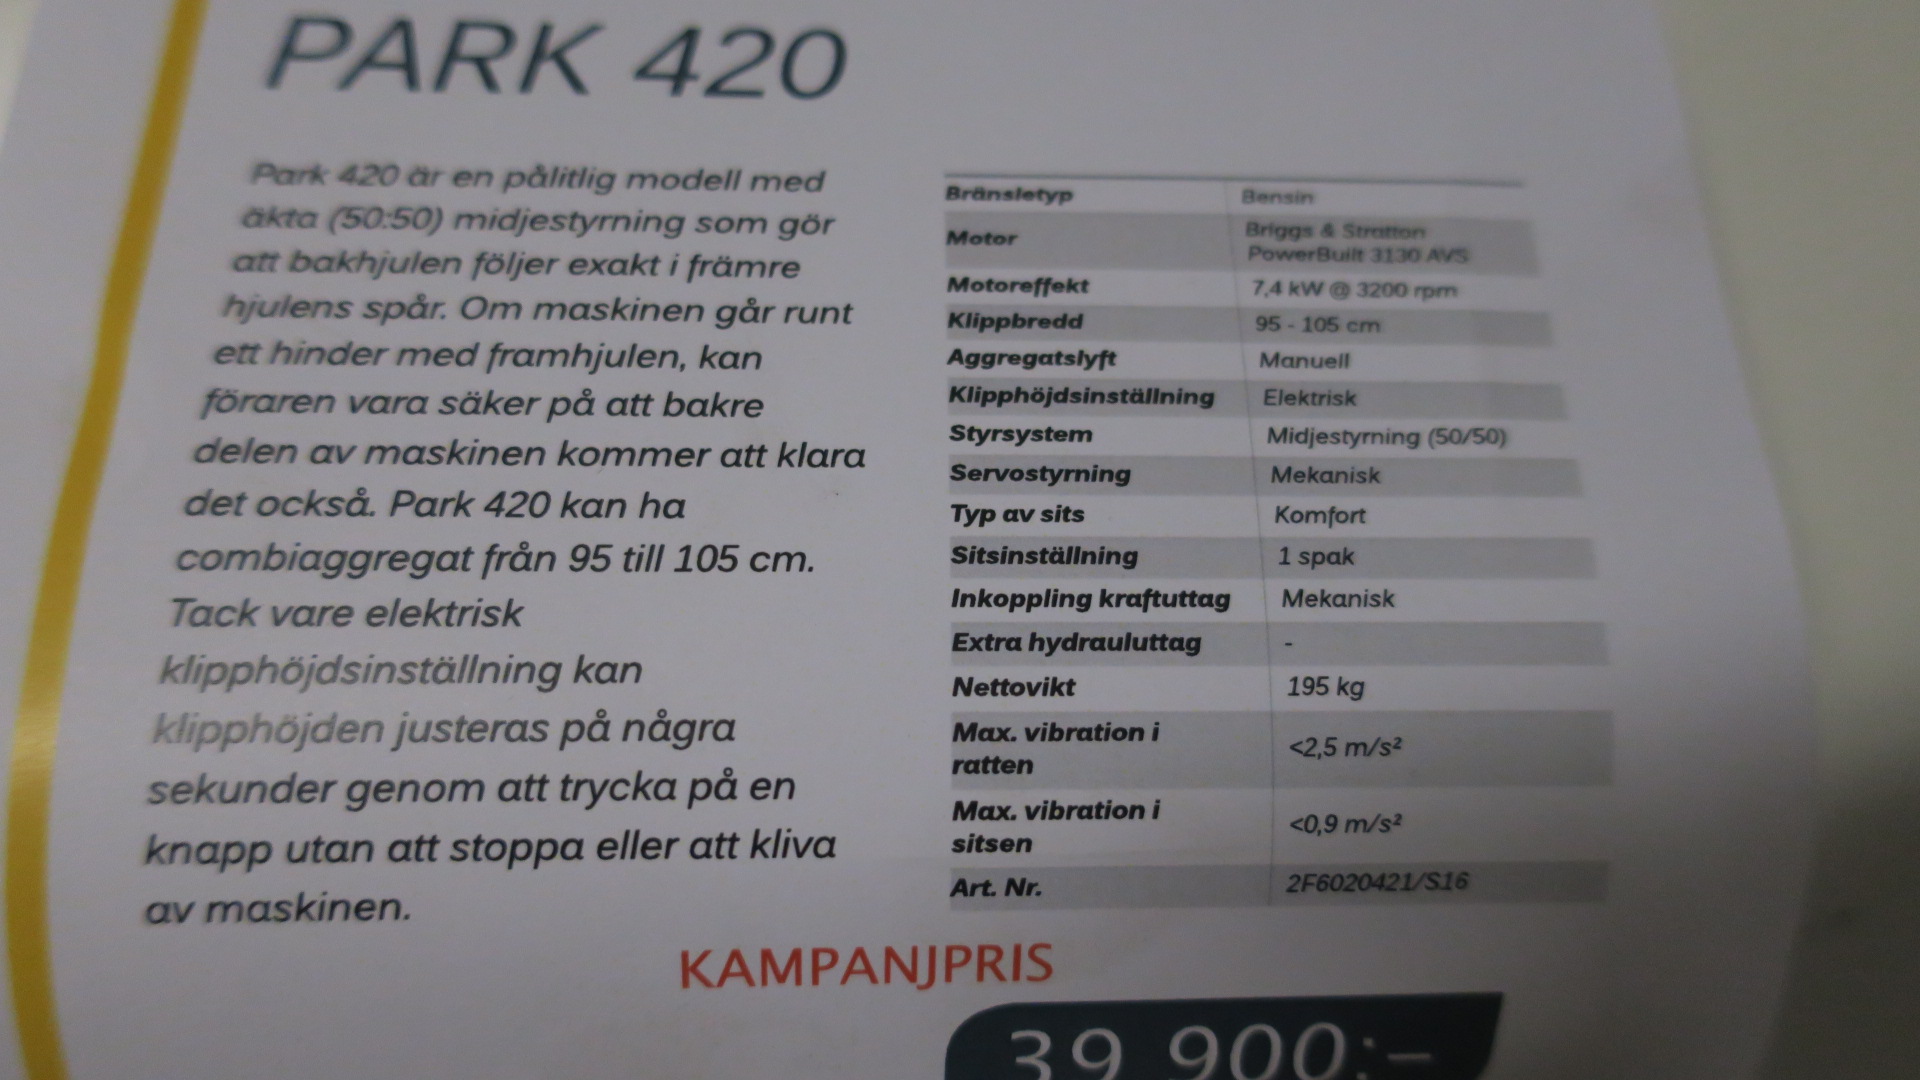 PARK 420
Park 420 är en pålitlig modell med
äkta (50:50) midjestyrning som gör
att bakhjulen följer exakt i främre
hjulens spår. Om maskinen går runt
ett hinder med framhjulen, kan
föraren vara säker på att bakre
delen av maskinen kommer att klara
det också. Park 420 kan ha
combiaggregat från 95 till 105 cm.
Tack vare elektrisk
klipphöjdsinställning kan
klipphöjden justeras på några
sekunder genom att trycka på en
knapp utan att stoppa eller att kliva
av maskinen.
Bränsletyp Bensin
Motor Briggs & Stratton
PowerBuilt 3130 AVS
Motoreffekt 7,4 kW @ 3200 rpm
Klippbredd 95 - 105 cm
Aggregatslyft Manuell
Klipphöjdsinställning Elektrisk
Styrsystem Midjestyrning (50/50)
Servostyrning Mekanisk
Typ av sits Komfort
Sitsinställning 1 spak
Inkoppling kraftuttag Mekanisk
Extra hydrauluttag -
Nettovikt 195 kg
Max. vibration i
ratten <2,5 m/s²
Max. vibration i
sitsen <0,9 m/s²
Art. Nr. 2F6020421/S16
KAMPANJPRIS
39 900:-